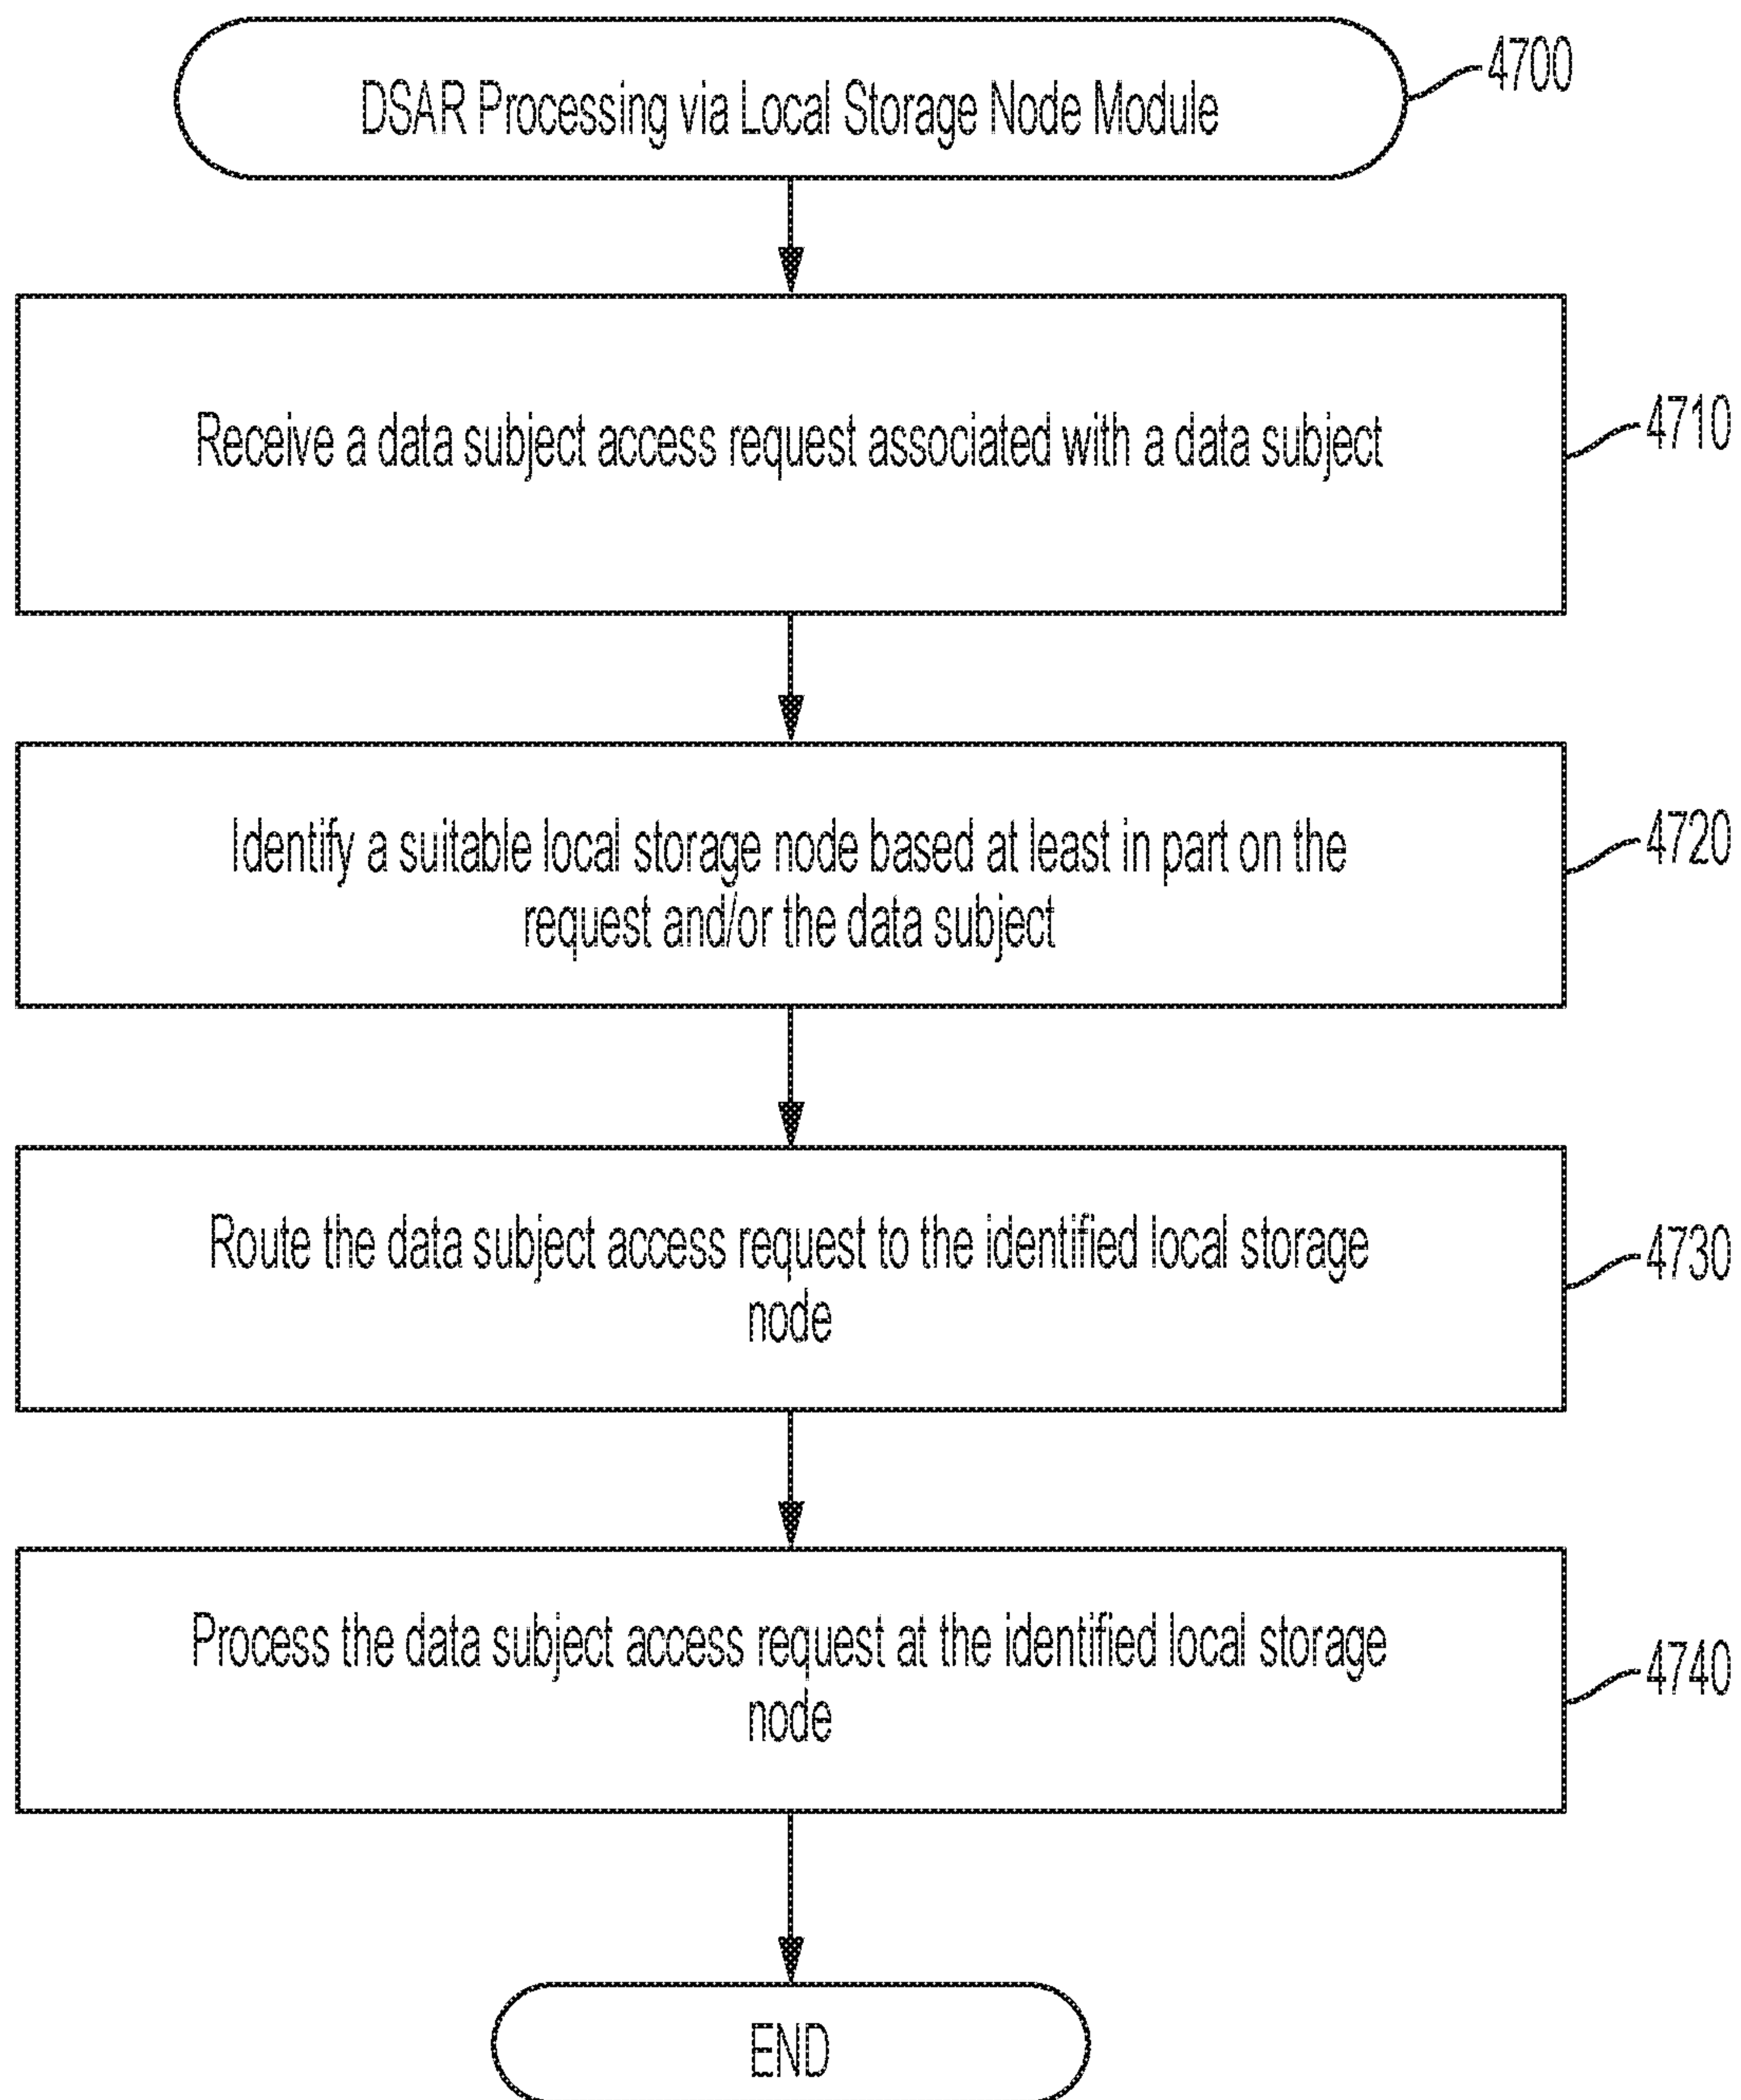 DSAR Processing via Local Storage Node Module
4700
Receive a data subject access request associated with a data subject
4710
Identify a suitable local storage node based at least in part on the
request and/or the data subject
4720
Route the data subject access request to the identified local storage
node
4730
Process the data subject access request at the identified local storage
node
4740
END